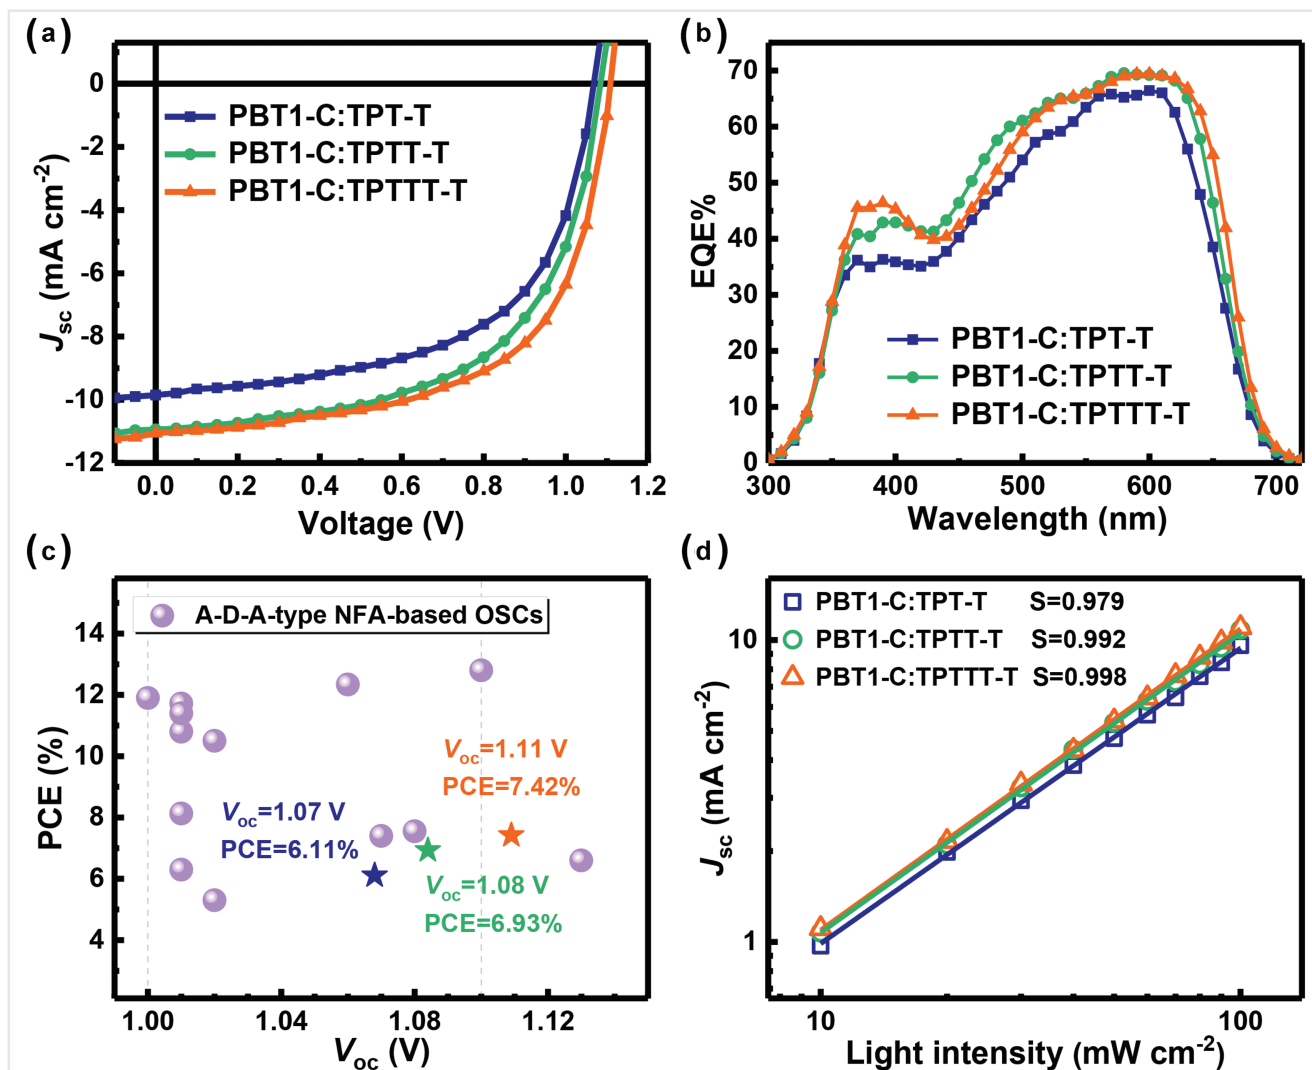 (a)
0
-2
-4
-6
-8
-10
-12
Jsc (mA cm-2)
PBT1-C:TPT-T
PBT1-C:TPTT-T
PBT1-C:TPTTT-T
0.0 0.2 0.4 0.6 0.8 1.0 1.2
Voltage (V)
(b)
70
60
50
40
30
20
10
0
EQE%
PBT1-C:TPT-T
PBT1-C:TPTT-T
PBT1-C:TPTTT-T
300 400 500 600 700
Wavelength (nm)
(c)
14
12
10
8
6
4
PCE (%)
A-D-A-type NFA-based OSCs
Voc=1.11 V
PCE=7.42%
Voc=1.07 V
PCE=6.11%
Voc=1.08 V
PCE=6.93%
1.00 1.04 1.08 1.12
Voc (V)
(d)
10
1
Jsc (mA cm-2)
PBT1-C:TPT-T S=0.979
PBT1-C:TPTT-T S=0.992
PBT1-C:TPTTT-T S=0.998
10 100
Light intensity (mW cm-2)